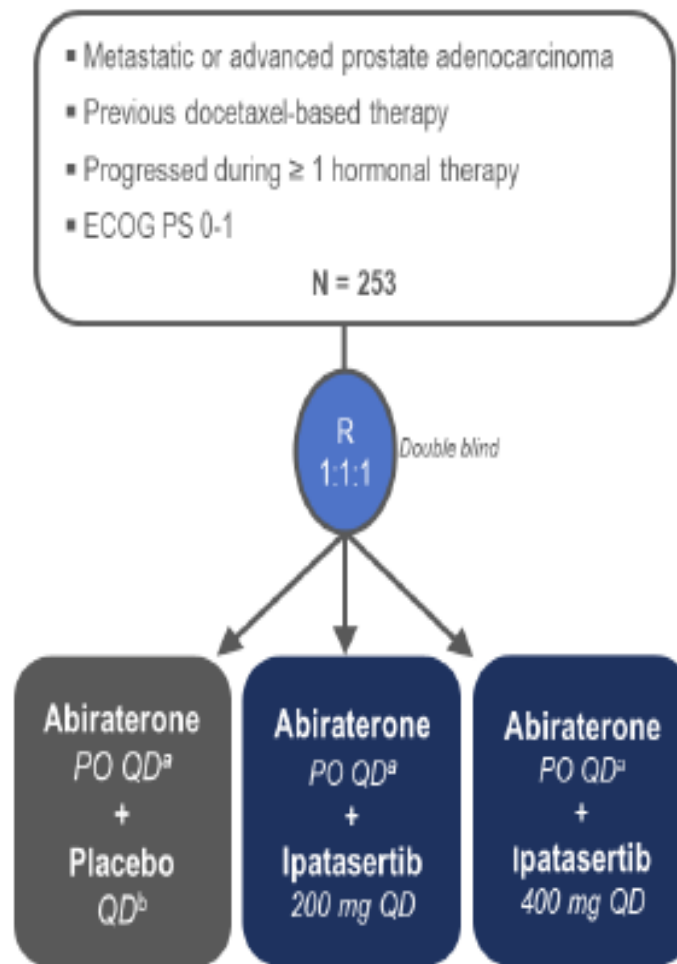 ▪ Metastatic or advanced prostate adenocarcinoma
▪ Previous docetaxel-based therapy
▪ Progressed during ≥ 1 hormonal therapy
▪ ECOG PS 0-1
N = 253
R
1:1:1
Double blind
Abiraterone
PO QDᵃ
+
Placebo
QDᵇ
Abiraterone
PO QDᵃ
+
Ipatasertib
200 mg QD
Abiraterone
PO QDᵃ
+
Ipatasertib
400 mg QD